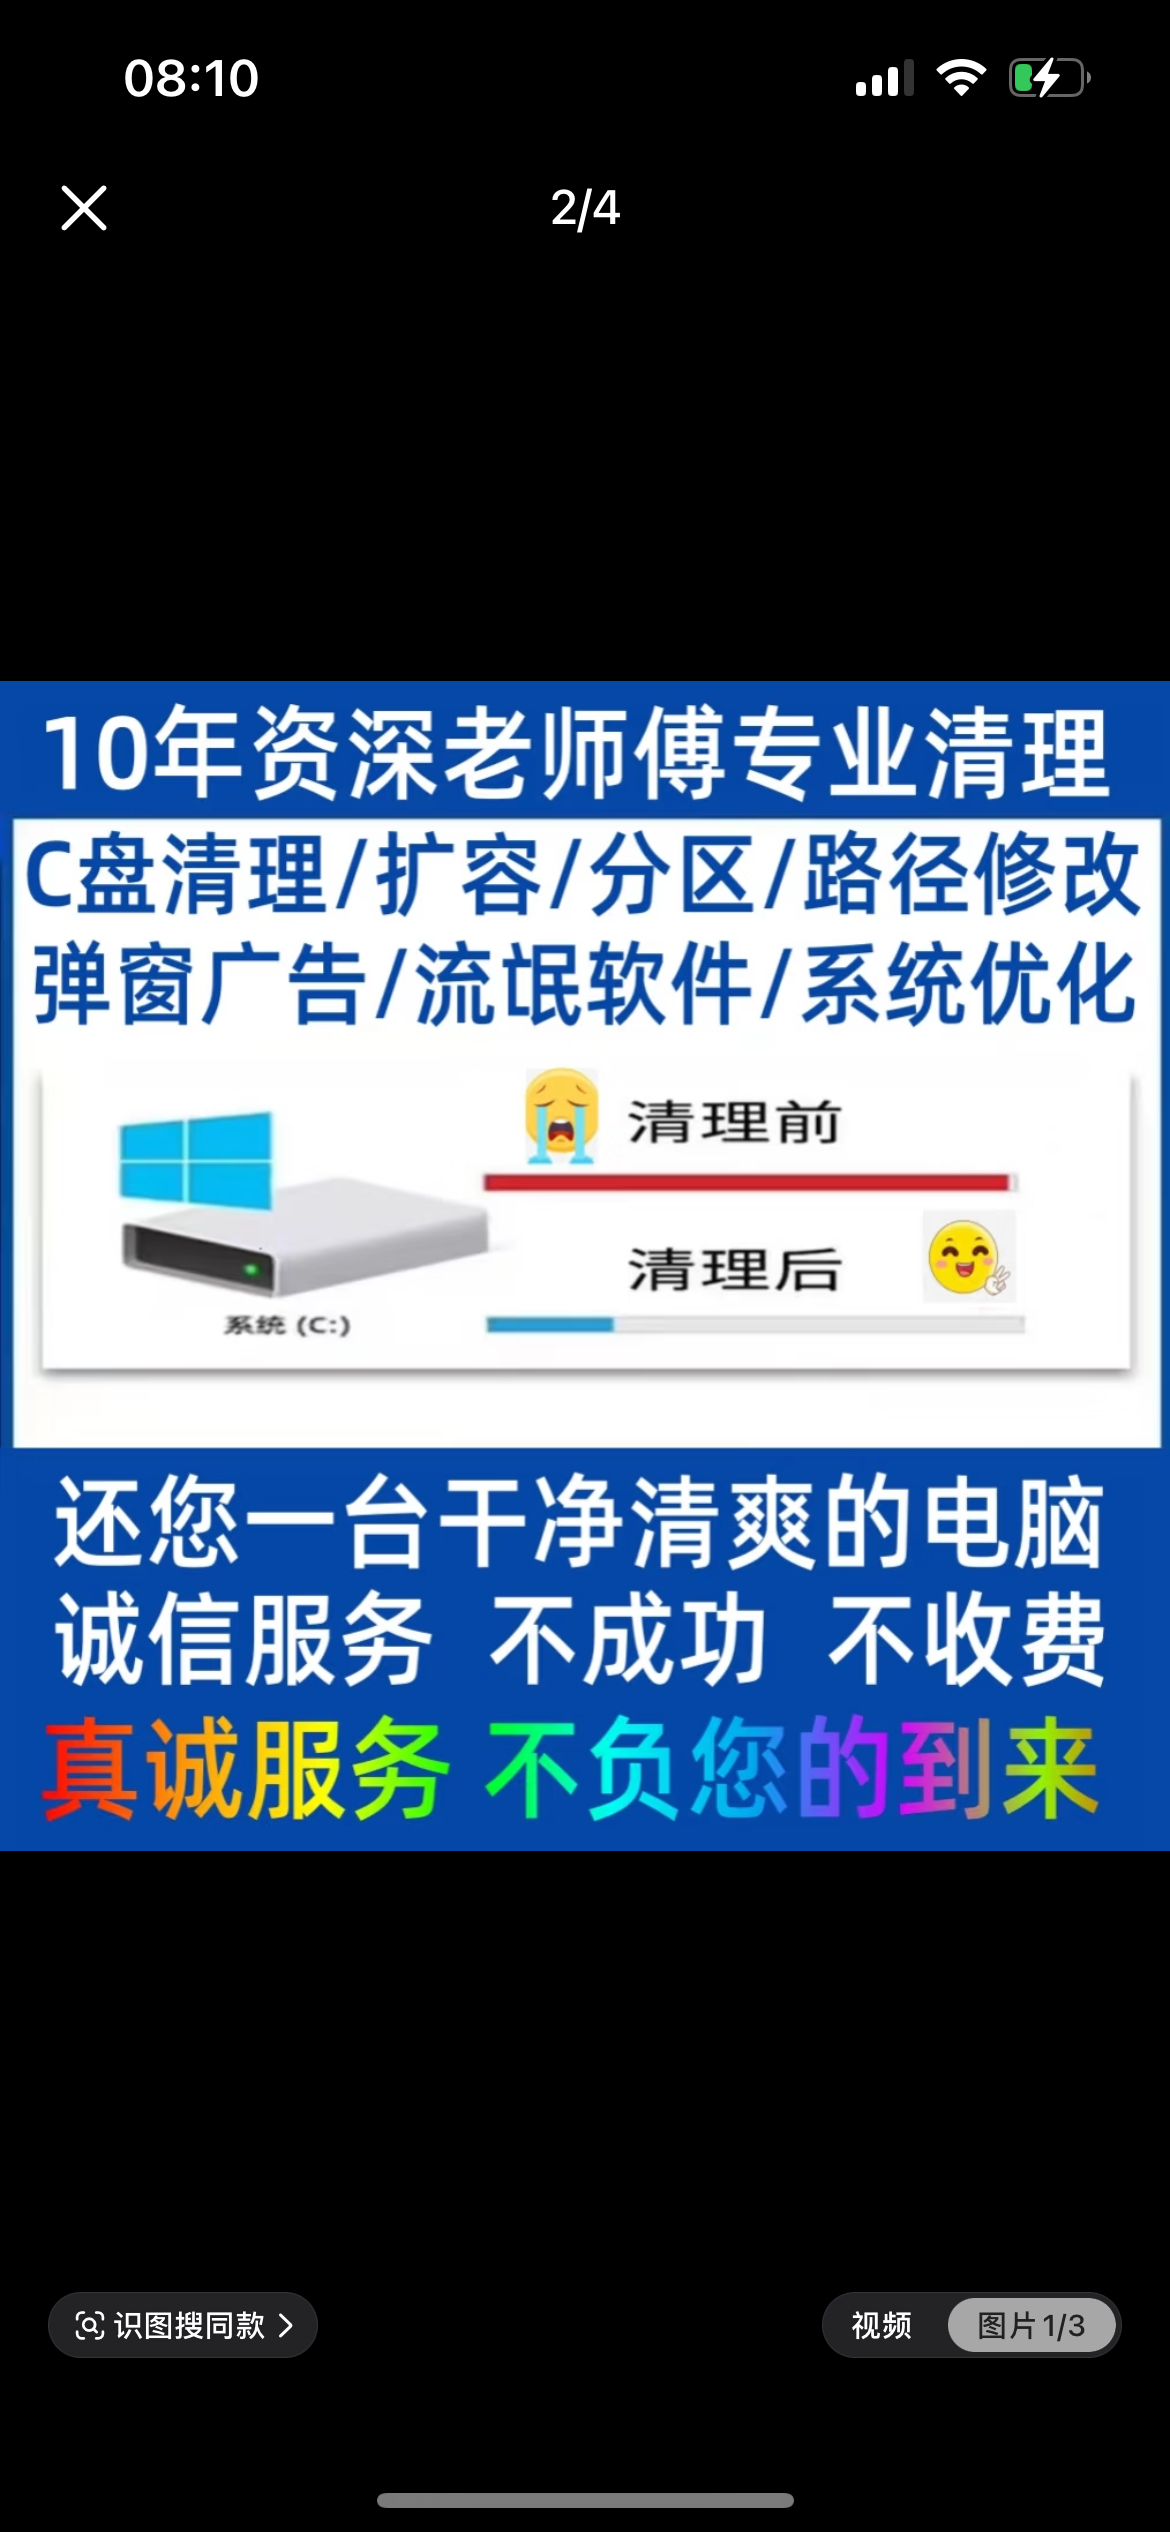 08:10
2/4
10年资深老师傅专业清理
C盘清理/扩容/分区/路径修改
弹窗广告/流氓软件/系统优化
清理前
清理后
系统 (C:)
还您一台干净清爽的电脑
诚信服务 不成功 不收费
真诚服务 不负您的到来
识图搜同款
视频 图片1/3